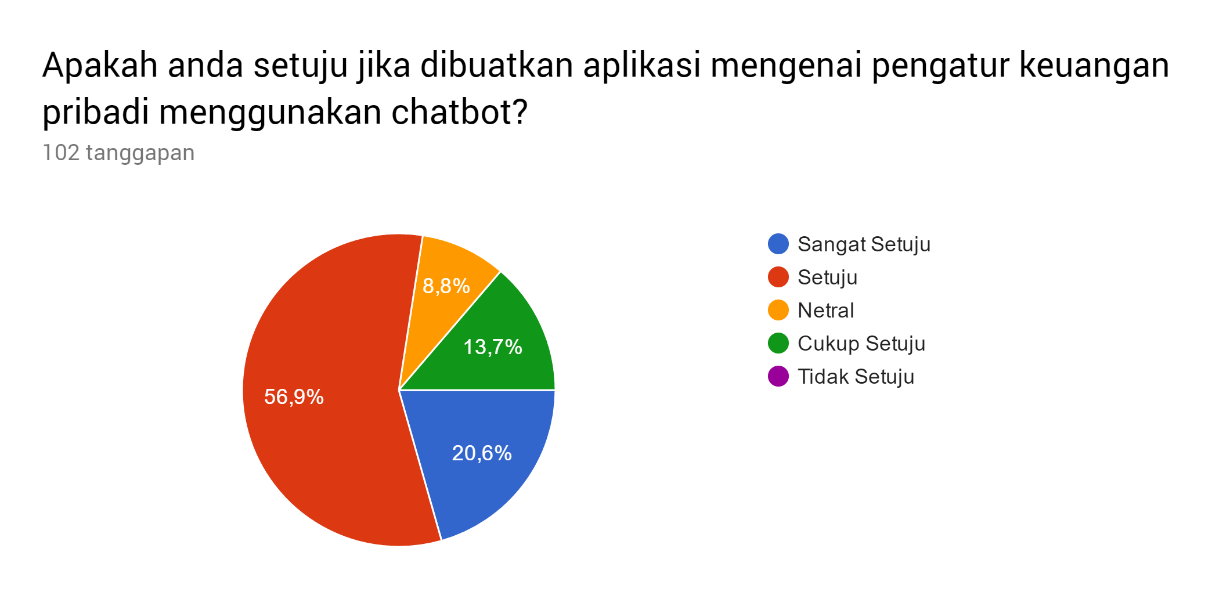 Apakah anda setuju jika dibuatkan aplikasi mengenai pengatur keuangan
pribadi menggunakan chatbot?
102 tanggapan
8,8%
13,7%
56,9%
20,6%
Sangat Setuju
Setuju
Netral
Cukup Setuju
Tidak Setuju